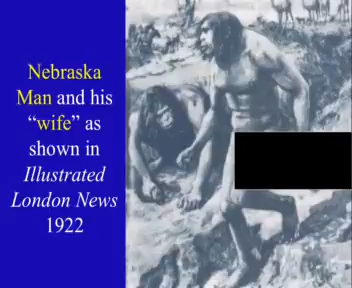 Nebraska
Man and his
“wife” as
shown in
Illustrated
London News
1922